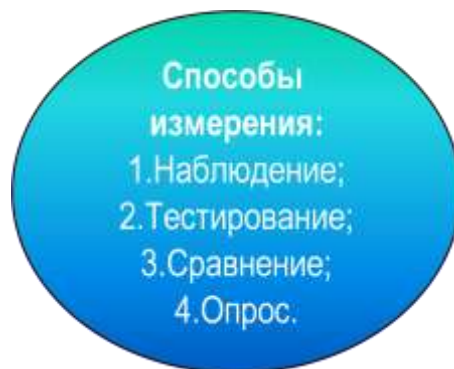 Способы
измерения:
1.Наблюдение;
2.Тестирование;
3.Сравнение;
4.Опрос.